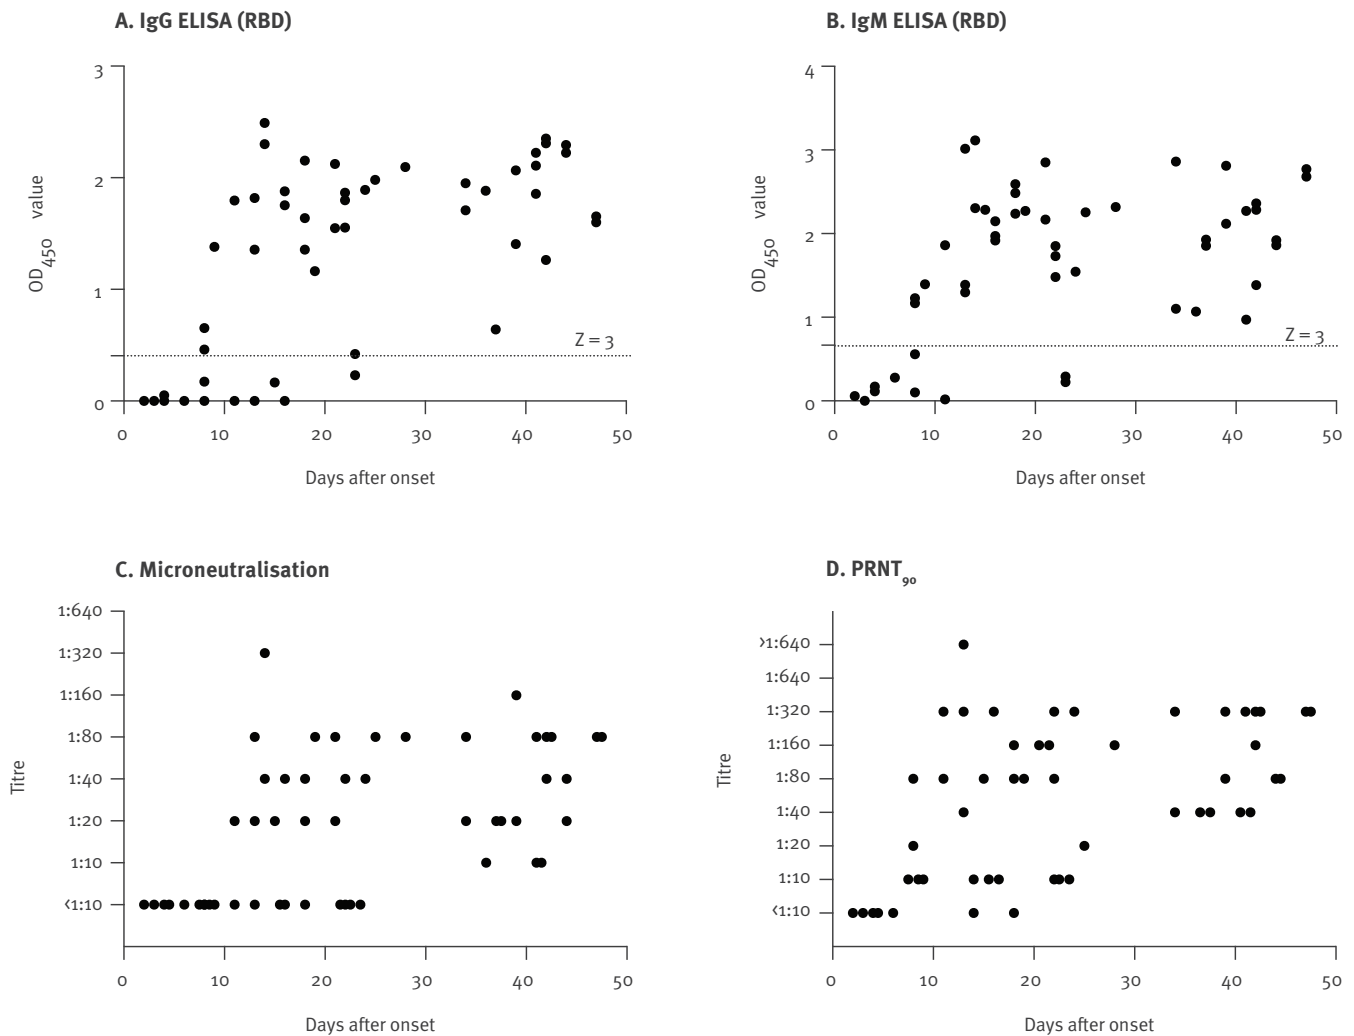 A. IgG ELISA (RBD)
3
2
1
0
OD450 value
Z = 3
0 10 20 30 40 50
Days after onset
B. IgM ELISA (RBD)
4
3
2
1
0
OD450 value
Z = 3
0 10 20 30 40 50
Days after onset
C. Microneutralisation
1:640
1:320
1:160
1:80
1:40
1:20
1:10
<1:10
Titre
0 10 20 30 40 50
Days after onset
D. PRNT90
>1:640
1:640
1:320
1:160
1:80
1:40
1:20
1:10
<1:10
Titre
0 10 20 30 40 50
Days after onset